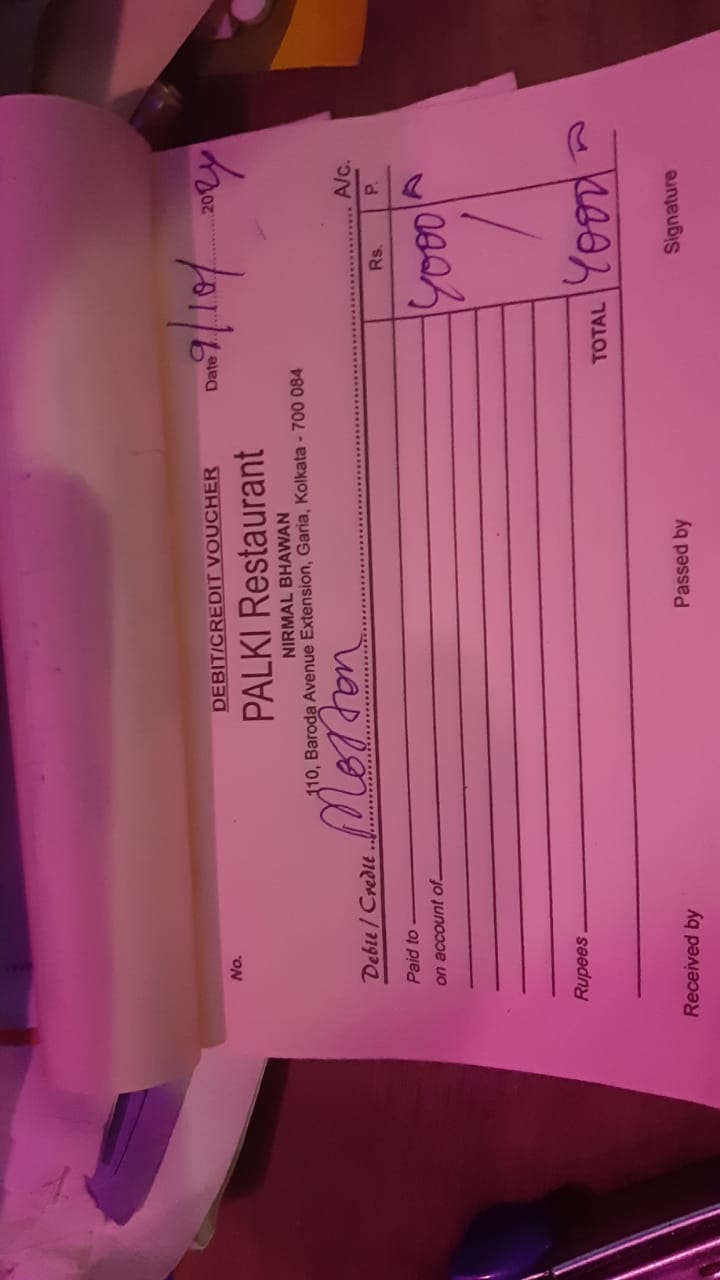 DEBIT/CREDIT VOUCHER
No. Date 9/10/ 2024
PALKI Restaurant
NIRMAL BHAWAN
110, Baroda Avenue Extension, Garia, Kolkata - 700 084
Debit / Credit A/c.
Rs. P.
Paid to 4000
on account of
Rupees TOTAL 4000
Received by Passed by Signature